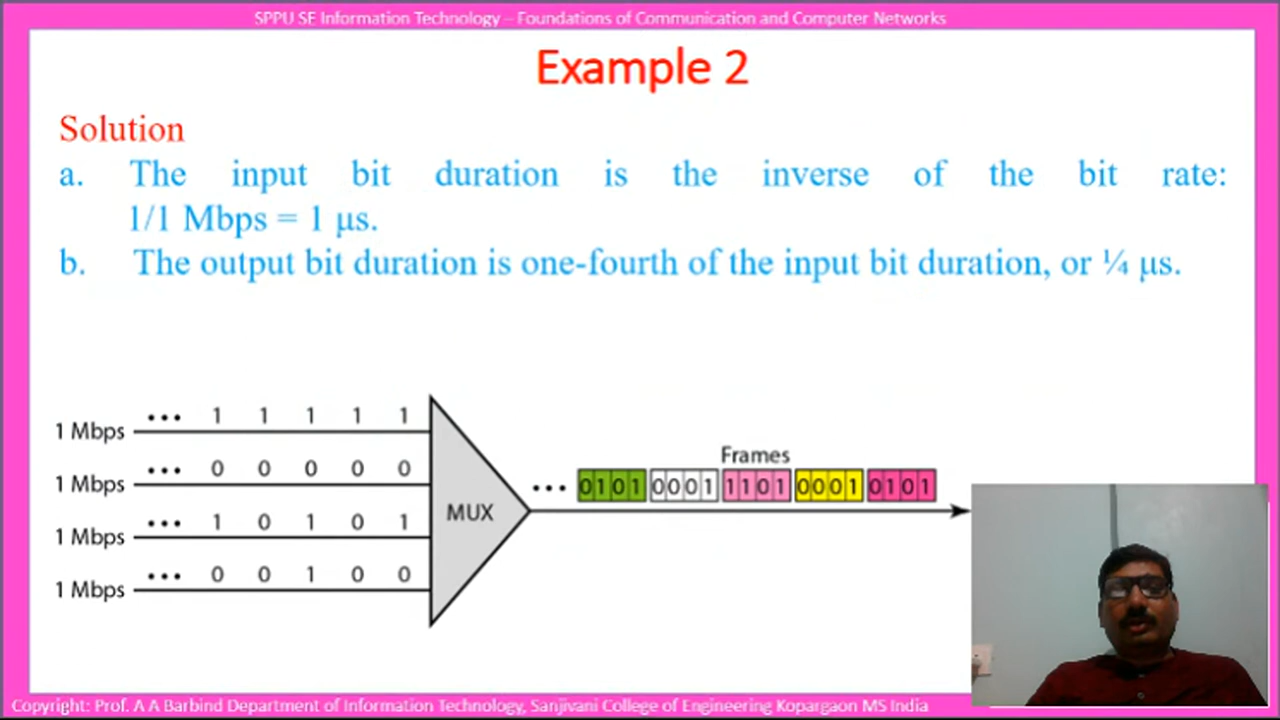 SPPU SE Information Technology – Foundations of Communication and Computer Networks
Example 2
Solution
a. The input bit duration is the inverse of the bit rate:
1/1 Mbps = 1 μs.
b. The output bit duration is one-fourth of the input bit duration, or ¼ μs.
1 Mbps ••• 1 1 1 1 1
1 Mbps ••• 0 0 0 0 0
1 Mbps ••• 1 0 1 0 1
1 Mbps ••• 0 0 1 0 0
MUX
Frames
••• 0101 0001 1101 0001 0101
Copyright: Prof. A A Barbind Department of Information Technology, Sanjivani College of Engineering Kopargaon MS India